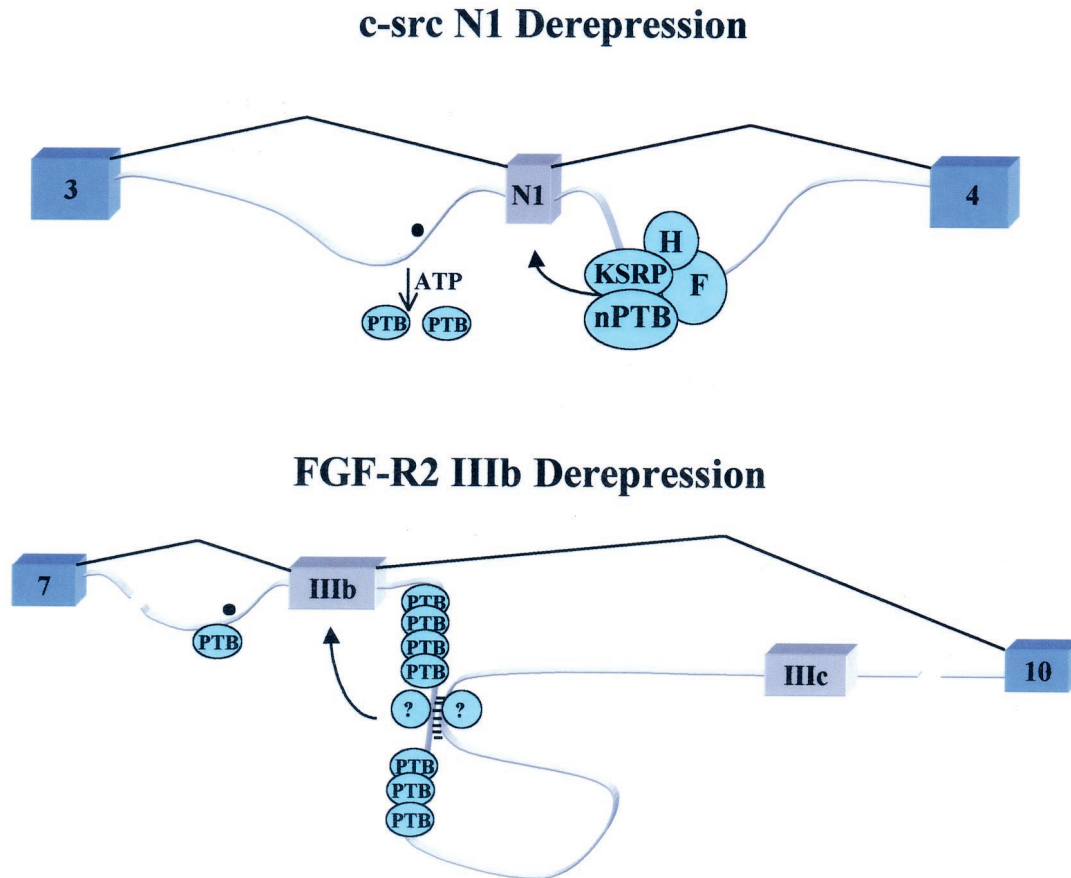 c-src N1 Derepression
3
N1
4
H
KSRP
F
ATP
nPTB
PTB PTB
FGF-R2 IIIb Derepression
7
IIIb
PTB
PTB
PTB
PTB
PTB
IIIc
10
? ?
PTB
PTB
PTB